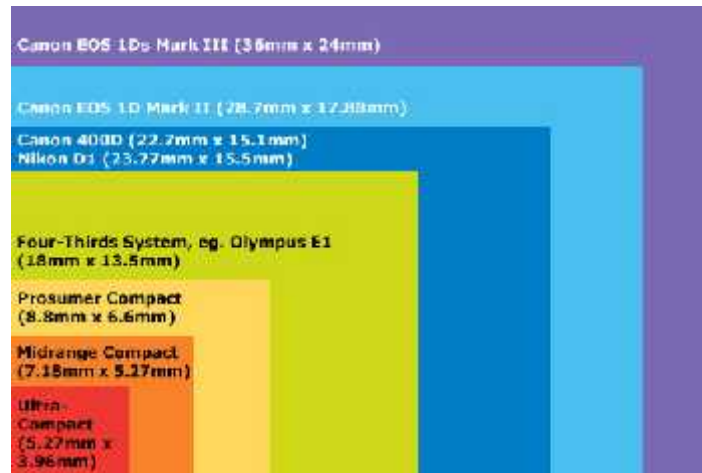 Canon EOS 1Ds Mark III (36mm x 24mm)
Canon EOS 1D Mark II (28.7mm x 17.88mm)
Canon 400D (22.7mm x 15.1mm)
Nikon D1 (23.77mm x 15.5mm)
Four-Thirds System, eg. Olympus E1
(18mm x 13.5mm)
Prosumer Compact
(8.8mm x 6.6mm)
Midrange Compact
(7.18mm x 5.27mm)
Ultra-
Compact
(5.27mm x
3.96mm)